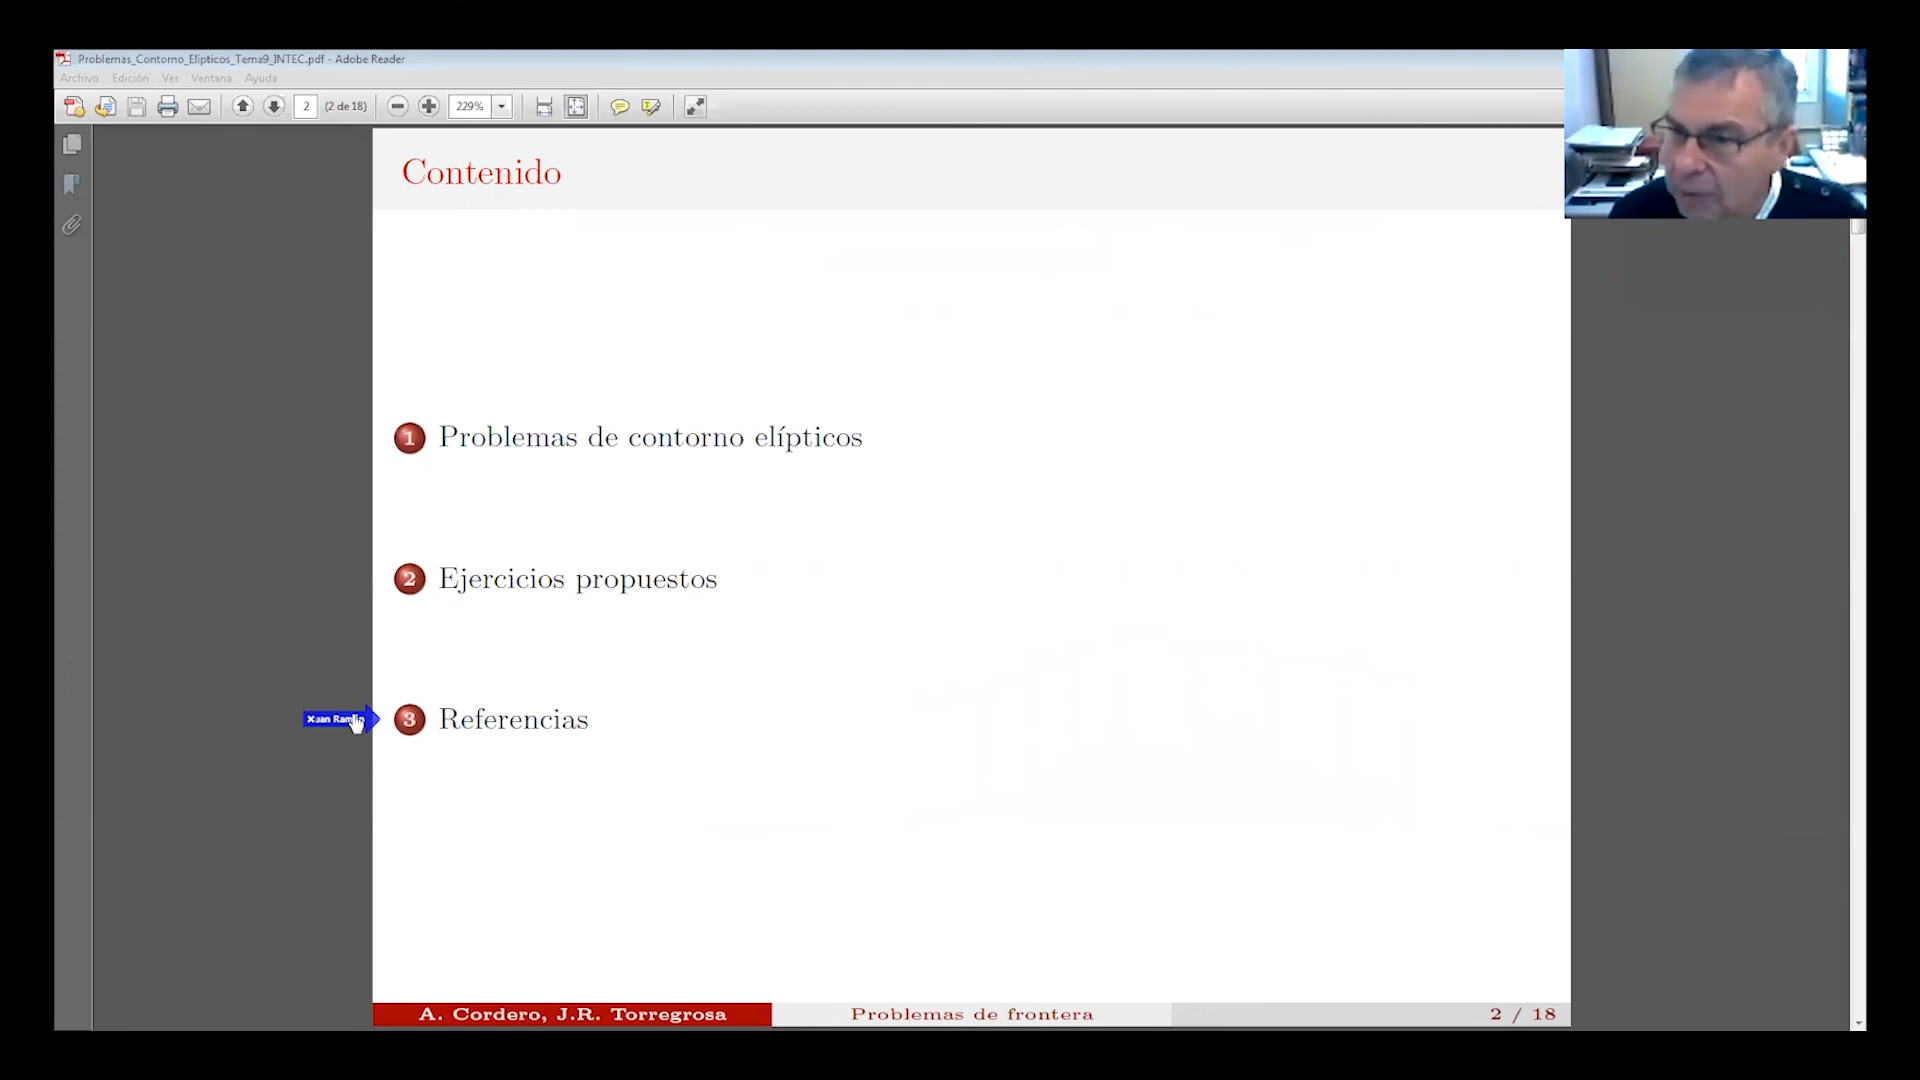 Problemas_Contorno_Elipticos_Tema9_INTEC.pdf - Adobe Reader
Archivo Edición Ver Ventana Ayuda
2 (2 de 18) 229%
Contenido
1 Problemas de contorno elípticos
2 Ejercicios propuestos
Xuan
3 Referencias
A. Cordero, J.R. Torregrosa Problemas de frontera 2 / 18